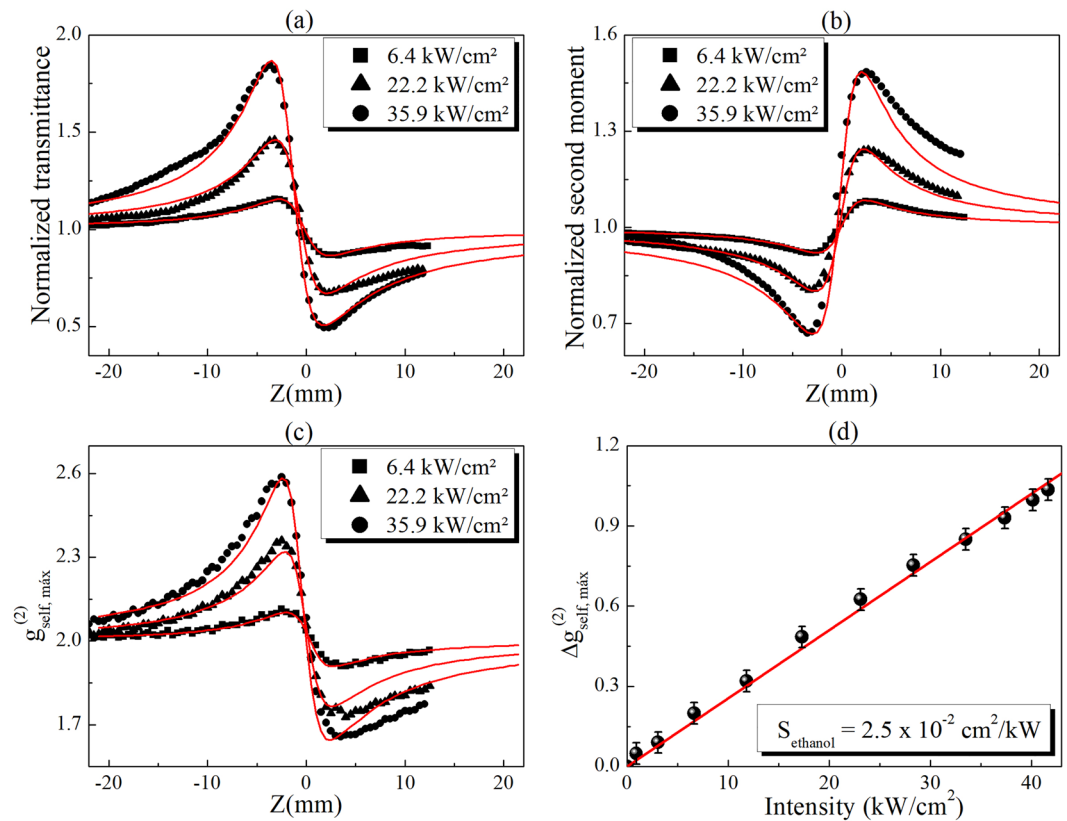 (a)
Normalized transmittance
2.0
1.5
1.0
0.5
6.4 kW/cm²
22.2 kW/cm²
35.9 kW/cm²
-20 -10 0 10 20
Z(mm)
(b)
Normalized second moment
1.6
1.3
1.0
0.7
6.4 kW/cm²
22.2 kW/cm²
35.9 kW/cm²
-20 -10 0 10 20
Z(mm)
(c)
g⁽²⁾self, máx
2.6
2.3
2.0
1.7
6.4 kW/cm²
22.2 kW/cm²
35.9 kW/cm²
-20 -10 0 10 20
Z(mm)
(d)
Δg⁽²⁾self, máx
1.2
0.9
0.6
0.3
0.0
S ethanol = 2.5 x 10⁻² cm²/kW
0 10 20 30 40
Intensity (kW/cm²)